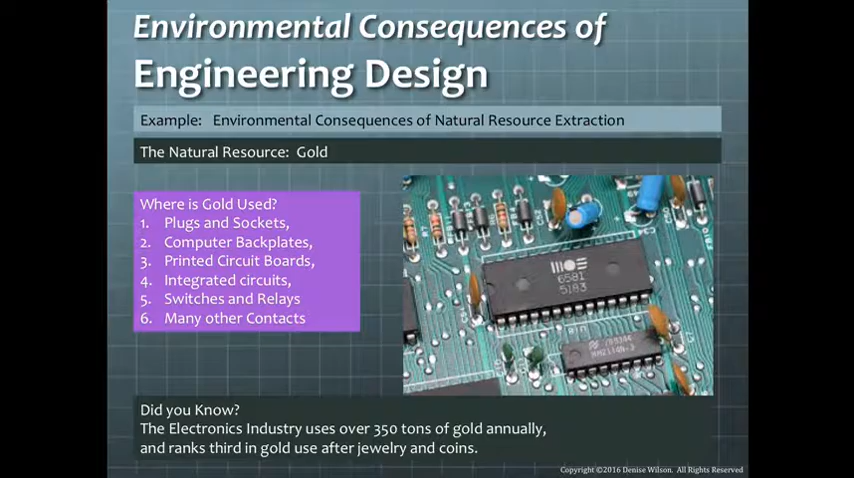 Environmental Consequences of
Engineering Design
Example: Environmental Consequences of Natural Resource Extraction
The Natural Resource: Gold
Where is Gold Used?
1. Plugs and Sockets,
2. Computer Backplates,
3. Printed Circuit Boards,
4. Integrated circuits,
5. Switches and Relays
6. Many other Contacts
MOS
6581
5183
Did you Know?
The Electronics Industry uses over 350 tons of gold annually,
and ranks third in gold use after jewelry and coins.
Copyright ©2016 Denise Wilson. All Rights Reserved